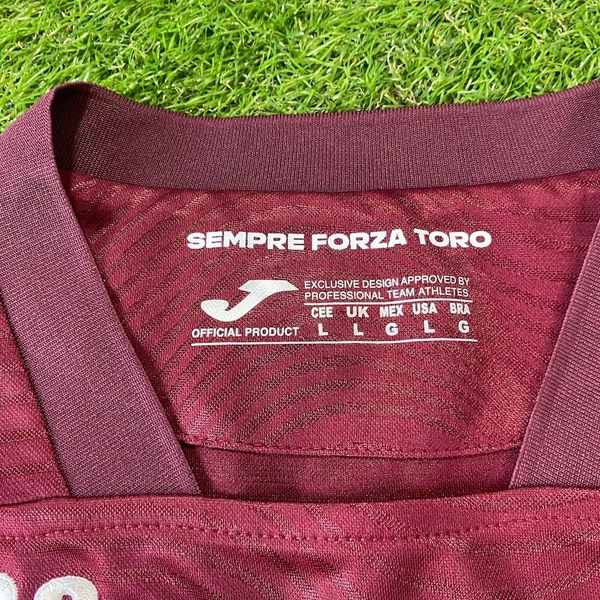 SEMPRE FORZA TORO
EXCLUSIVE DESIGN APPROVED BY
PROFESSIONAL TEAM ATHLETES
CEE UK MEX USA BRA
OFFICIAL PRODUCT L L G L G